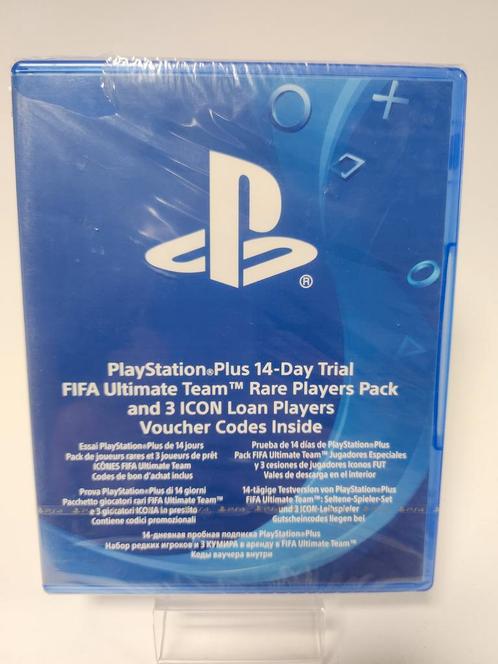 PlayStation®Plus 14-Day Trial
FIFA Ultimate Team™ Rare Players Pack
and 3 ICON Loan Players
Voucher Codes Inside
Essai PlayStation®Plus de 14 jours
Pack de joueurs rares et 3 joueurs de prêt
ICÔNES FIFA Ultimate Team
Codes de bon d'achat inclus
Prueba de 14 días de PlayStation®Plus
Pack FIFA Ultimate Team™ Jugadores Especiales
y 3 cesiones de jugadores Iconos FUT
Vales de descarga en el interior
Prova PlayStation®Plus di 14 giorni
Pacchetto giocatori rari FIFA Ultimate Team™
e 3 giocatori ICONA in prestito
Contiene codici promozionali
14-tägige Testversion von PlayStation®Plus
FIFA Ultimate Team™: Seltene-Spieler-Set
und 3 ICON-Leihspieler
Gutscheincodes liegen bei
14-дневная пробная подписка PlayStation®Plus
Набор редких игроков и 3 КУМИРА в аренду в FIFA Ultimate Team™
Коды ваучера внутри